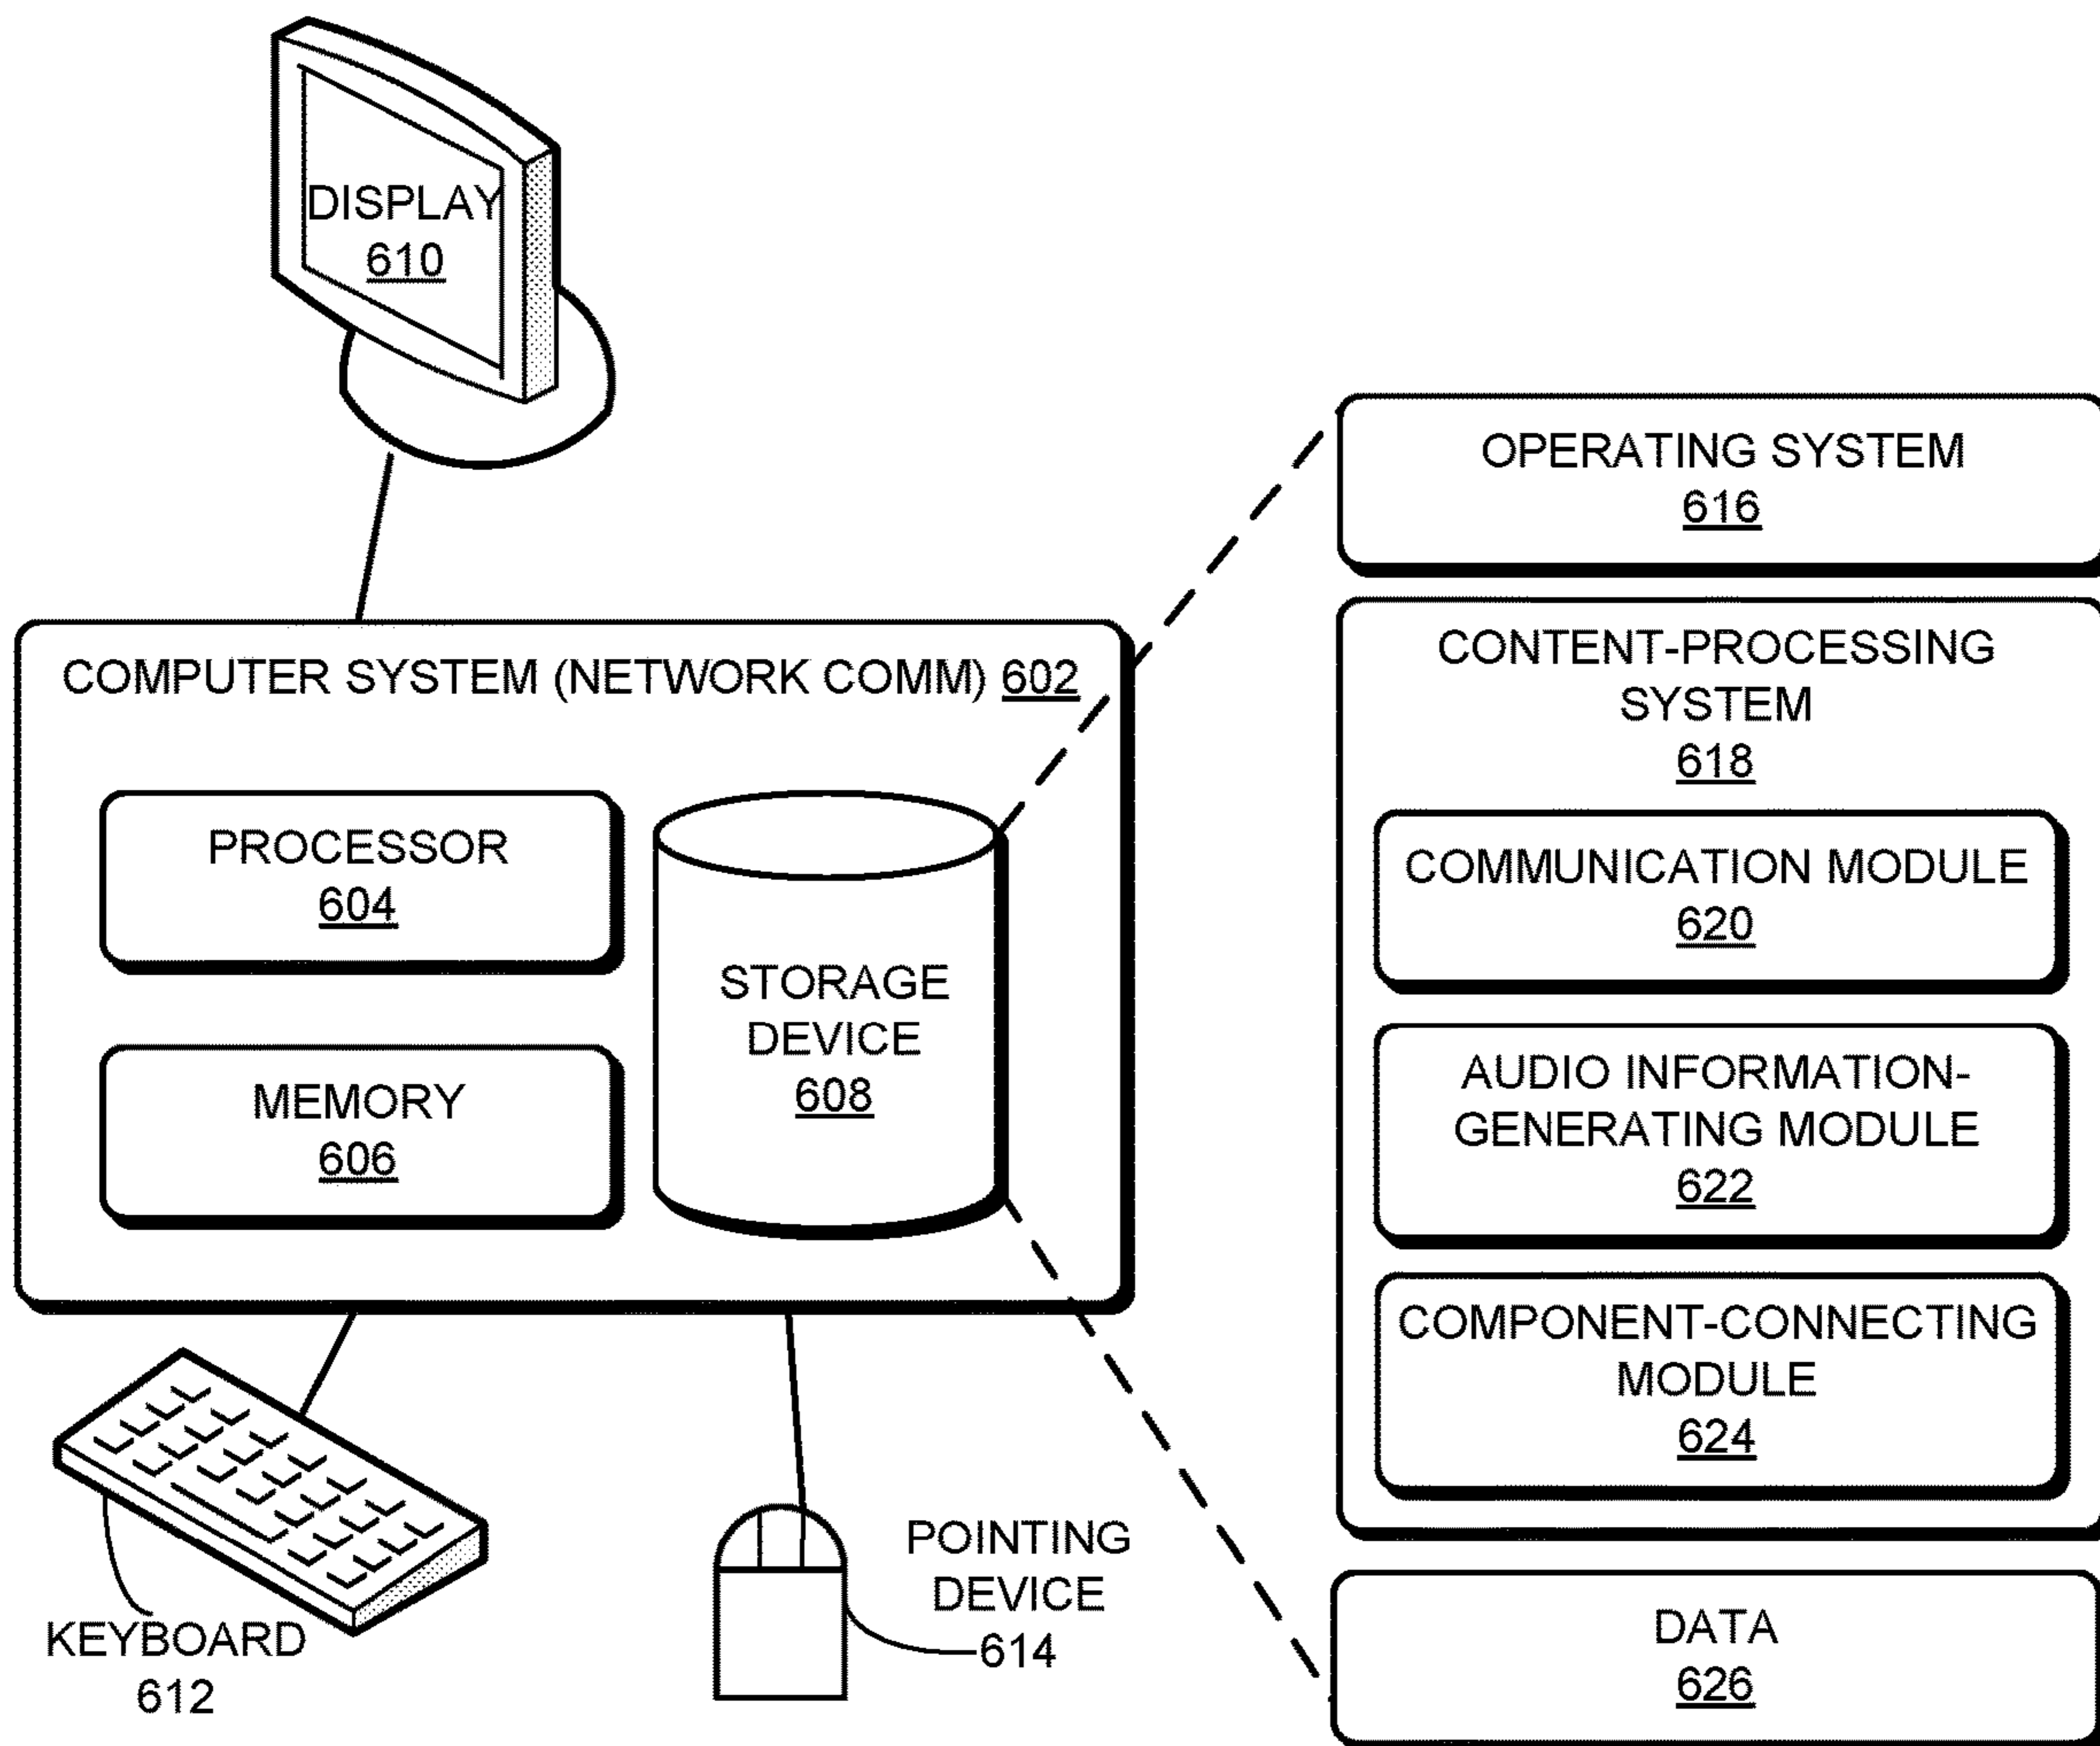 DISPLAY
610
COMPUTER SYSTEM (NETWORK COMM) 602
PROCESSOR
604
MEMORY
606
STORAGE
DEVICE
608
KEYBOARD
612
POINTING
DEVICE
614
OPERATING SYSTEM
616
CONTENT-PROCESSING
SYSTEM
618
COMMUNICATION MODULE
620
AUDIO INFORMATION-
GENERATING MODULE
622
COMPONENT-CONNECTING
MODULE
624
DATA
626